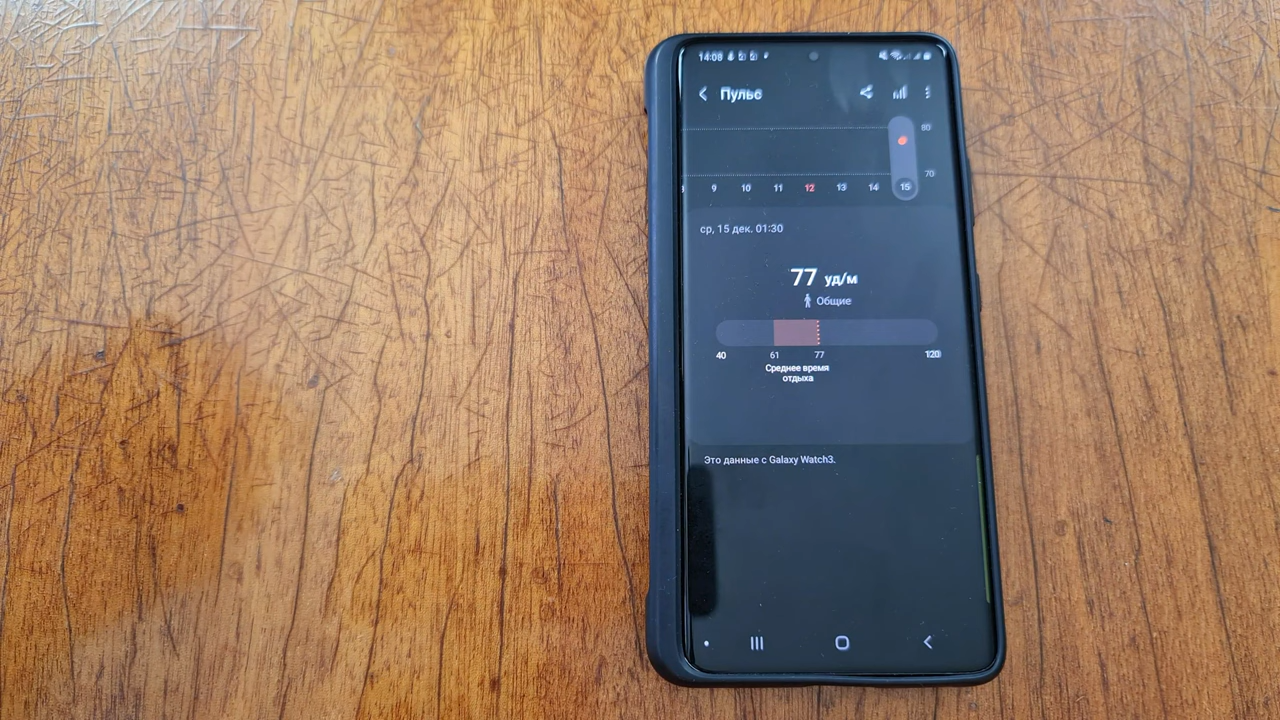 14:08
Пульс
80
70
9 10 11 12 13 14 15
ср, 15 дек. 01:30
77 уд/м
Общие
40 61 77 120
Среднее время
отдыха
Это данные с Galaxy Watch3.